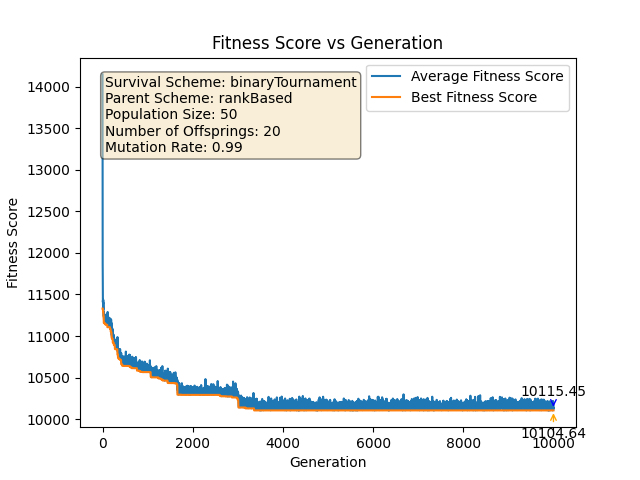 Fitness Score vs Generation
Survival Scheme: binaryTournament
Parent Scheme: rankBased
Population Size: 50
Number of Offsprings: 20
Mutation Rate: 0.99
Average Fitness Score
Best Fitness Score
Fitness Score
14000
13500
13000
12500
12000
11500
11000
10500
10000
10115.45
10104.64
0
2000
4000
6000
8000
10000
Generation